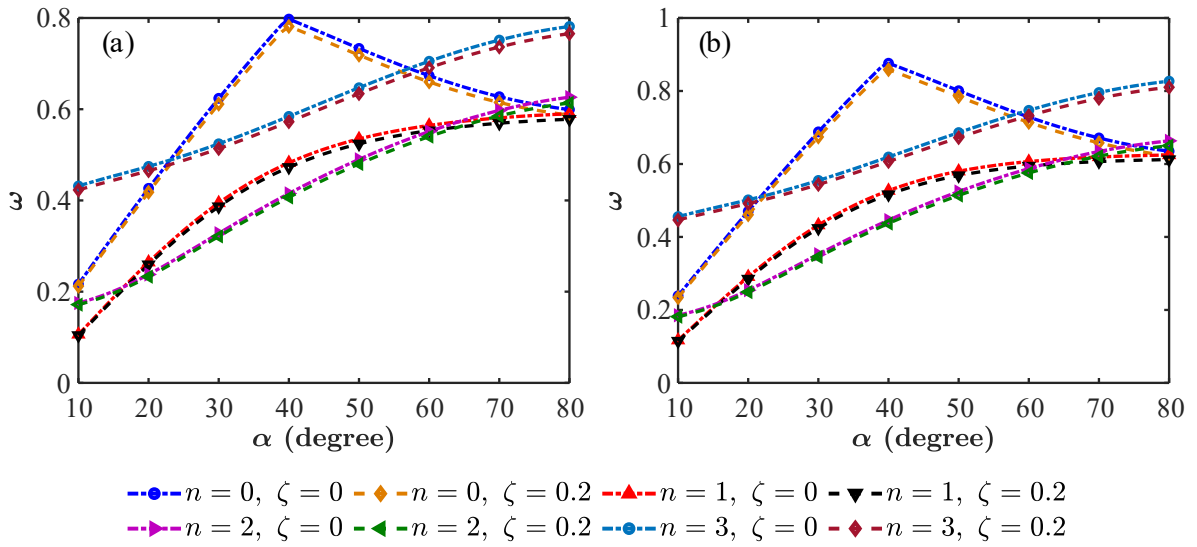 (a)
0.8
0.6
0.4
0.2
0
ω
10 20 30 40 50 60 70 80
α (degree)
(b)
1
0.8
0.6
0.4
0.2
0
ω
10 20 30 40 50 60 70 80
α (degree)
n = 0, ζ = 0 n = 0, ζ = 0.2 n = 1, ζ = 0 n = 1, ζ = 0.2
n = 2, ζ = 0 n = 2, ζ = 0.2 n = 3, ζ = 0 n = 3, ζ = 0.2